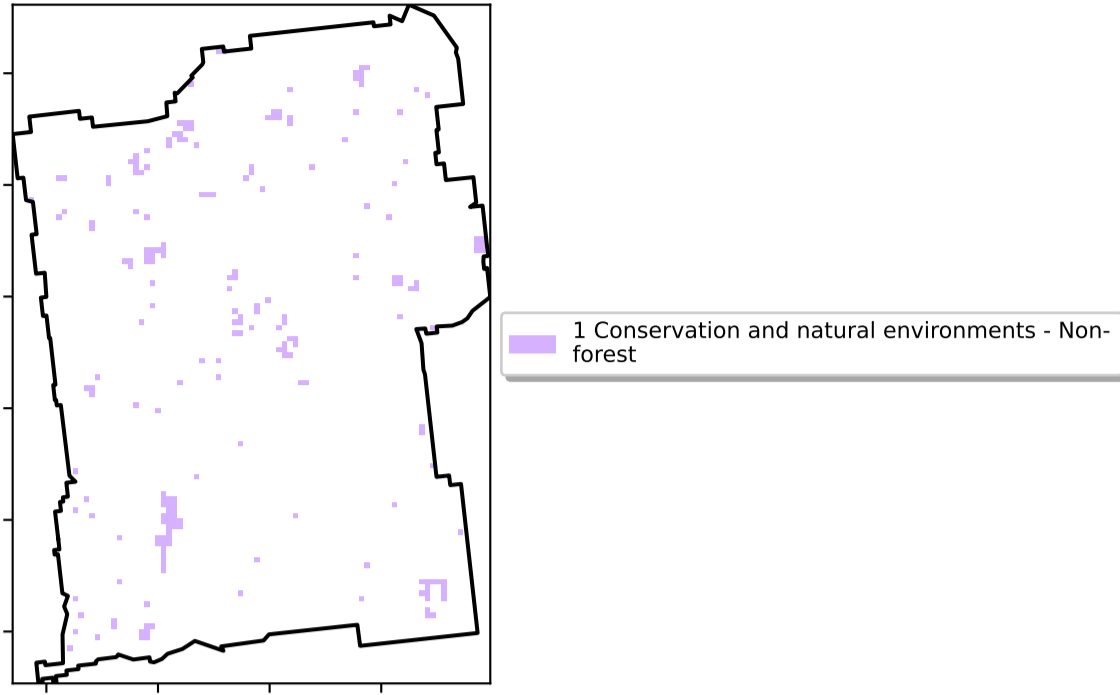 1 Conservation and natural environments - Non-
forest